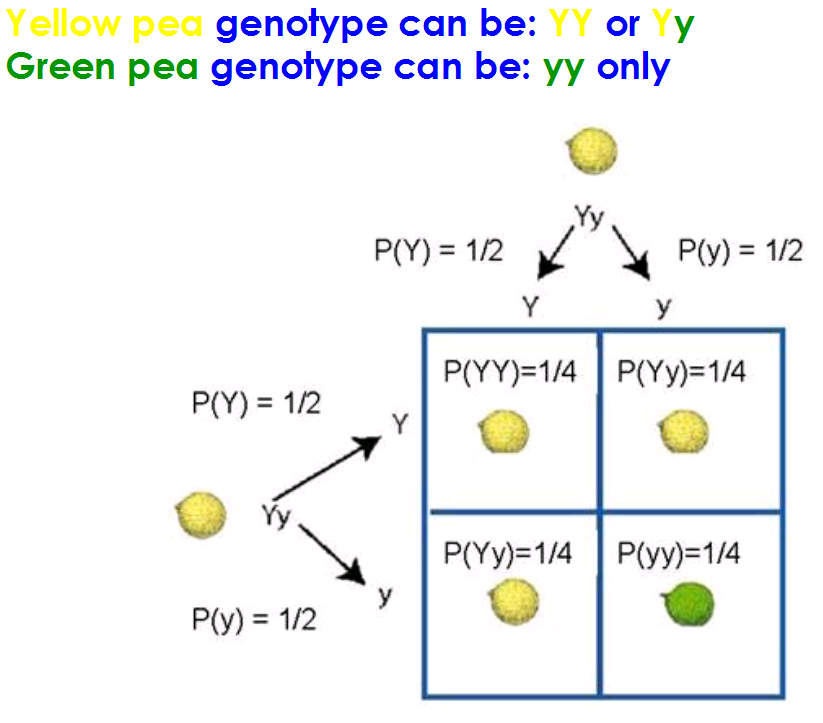 Yellow pea genotype can be: YY or Yy
Green pea genotype can be: yy only
Yy
P(Y) = 1/2
P(y) = 1/2
Y
y
P(YY)=1/4
P(Yy)=1/4
P(Y) = 1/2
Y
Yy
P(Yy)=1/4
P(yy)=1/4
y
P(y) = 1/2